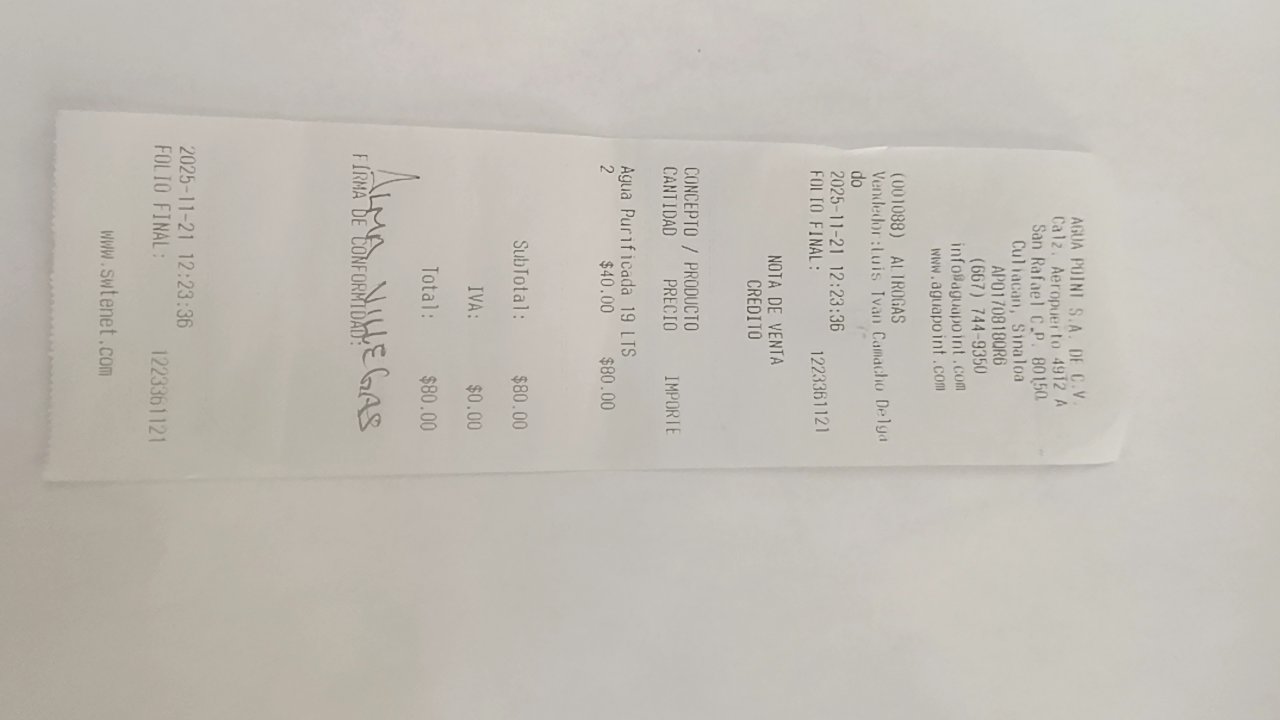 AGUA POINT S.A. DE C.V.
Calz. Aeropuerto 4912 A
San Rafael C.P. 80150
Culiacan, Sinaloa
APO170818QR6
(667) 744-9350
info@aguapoint.com
www.aguapoint.com
(001088) ALTROGAS
Vendedor:Luis Ivan Camacho Delga
do
2025-11-21 12:23:36
FOLIO FINAL: 1223361121
NOTA DE VENTA
CREDITO
CONCEPTO / PRODUCTO
CANTIDAD PRECIO IMPORTE
Agua Purificada 19 LTS
2 $40.00 $80.00
SubTotal: $80.00
IVA: $0.00
Total: $80.00
ALMA
FIRMA DE CONFORMIDAD:
2025-11-21 12:23:36
FOLIO FINAL: 1223361121
www.swtenet.com